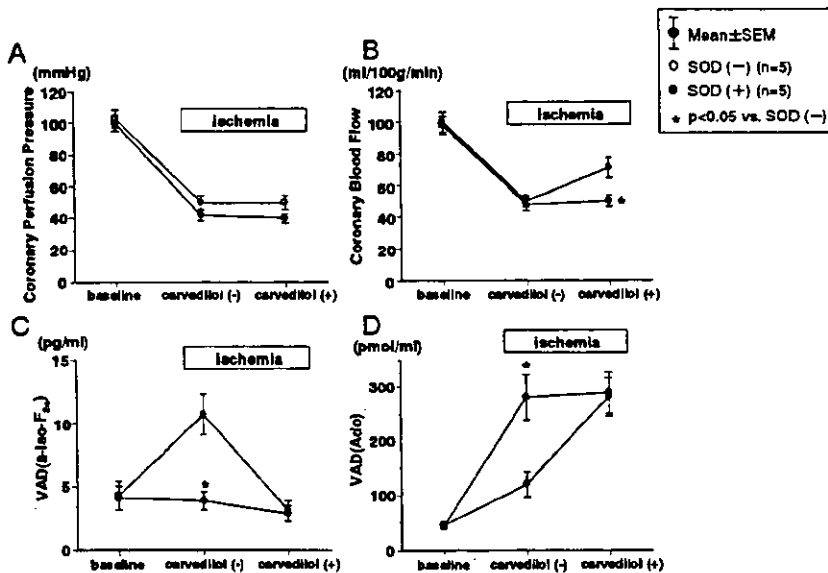 A
(mmHg)
Coronary Perfusion Pressure
120
100
80
60
40
20
0
Ischemia
baseline
carvedilol (-)
carvedilol (+)
B
(ml/100g/min)
Coronary Blood Flow
120
100
80
60
40
20
0
Ischemia
baseline
carvedilol (-)
carvedilol (+)
Mean±SEM
SOD (−) (n=5)
SOD (+) (n=5)
* p<0.05 vs. SOD (−)
*
C
(pg/ml)
15
10
5
0
Ischemia
*
baseline
carvedilol (-)
carvedilol (+)
D
(pmol/ml)
VAD(Ado)
300
200
100
0
Ischemia
*
baseline
carvedilol (-)
carvedilol (+)